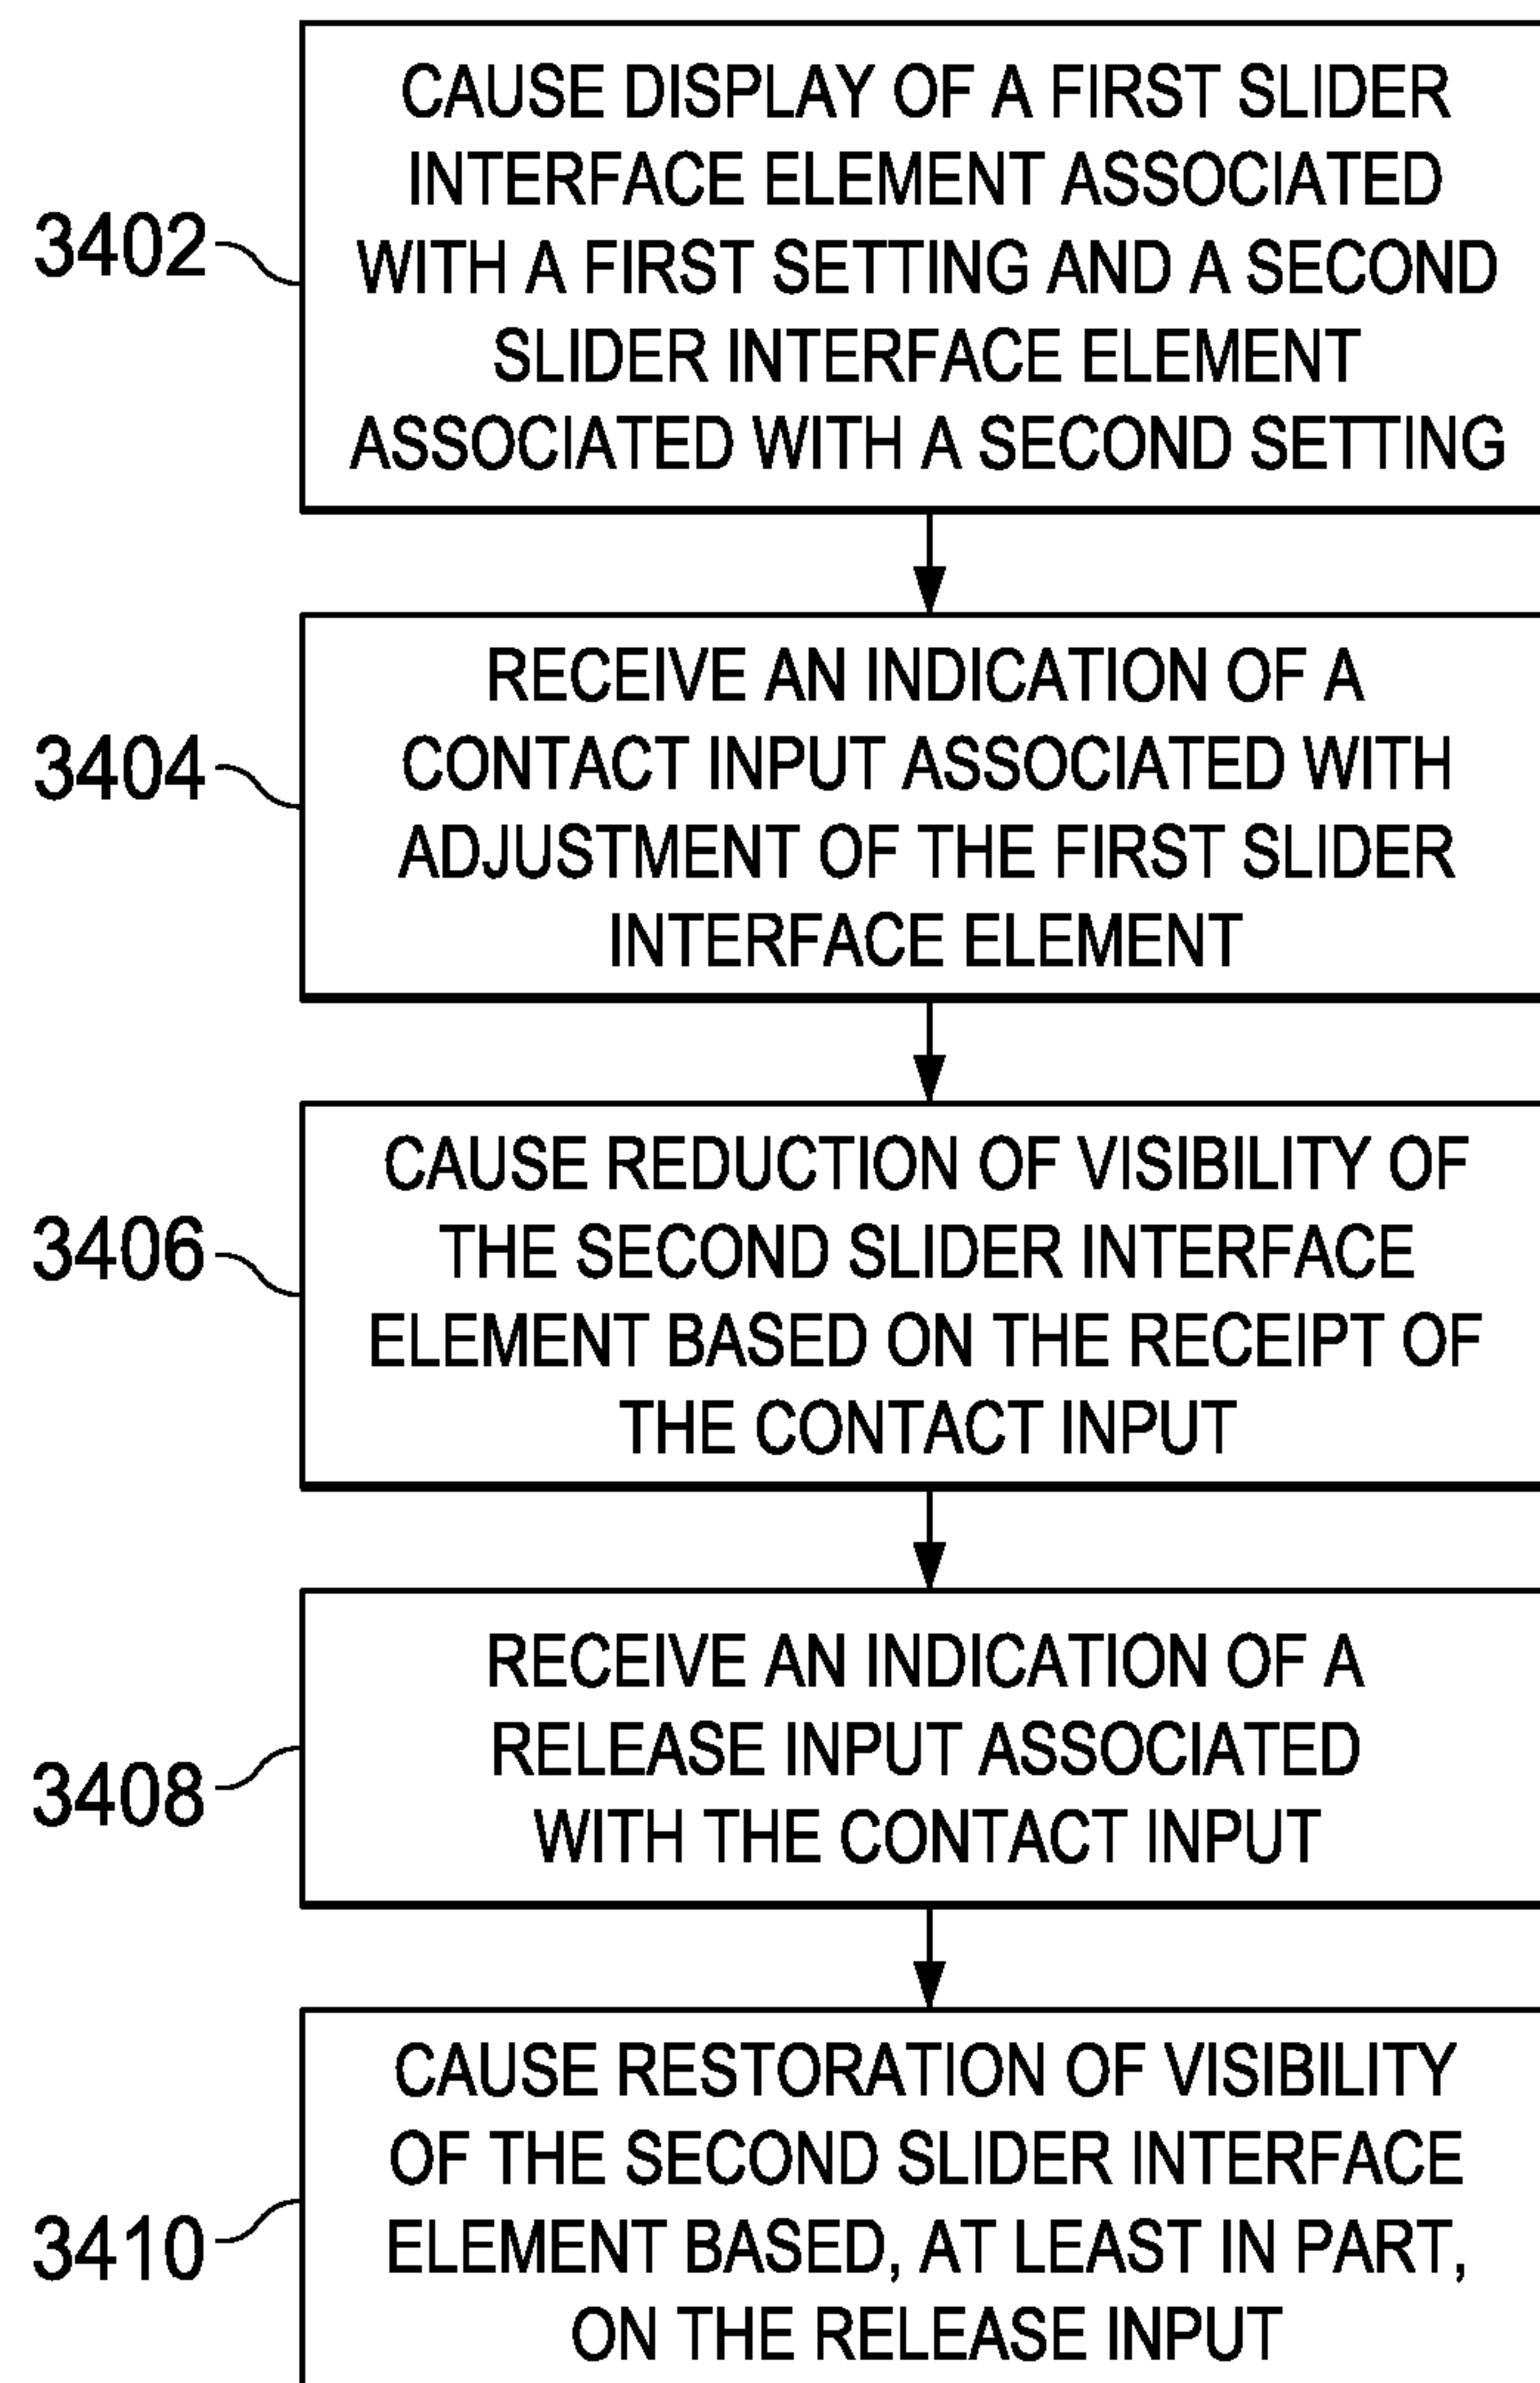 CAUSE DISPLAY OF A FIRST SLIDER
INTERFACE ELEMENT ASSOCIATED
WITH A FIRST SETTING AND A SECOND
SLIDER INTERFACE ELEMENT
ASSOCIATED WITH A SECOND SETTING
3402
RECEIVE AN INDICATION OF A
CONTACT INPUT ASSOCIATED WITH
ADJUSTMENT OF THE FIRST SLIDER
INTERFACE ELEMENT
3404
CAUSE REDUCTION OF VISIBILITY OF
THE SECOND SLIDER INTERFACE
ELEMENT BASED ON THE RECEIPT OF
THE CONTACT INPUT
3406
RECEIVE AN INDICATION OF A
RELEASE INPUT ASSOCIATED
WITH THE CONTACT INPUT
3408
CAUSE RESTORATION OF VISIBILITY
OF THE SECOND SLIDER INTERFACE
ELEMENT BASED, AT LEAST IN PART,
ON THE RELEASE INPUT
3410